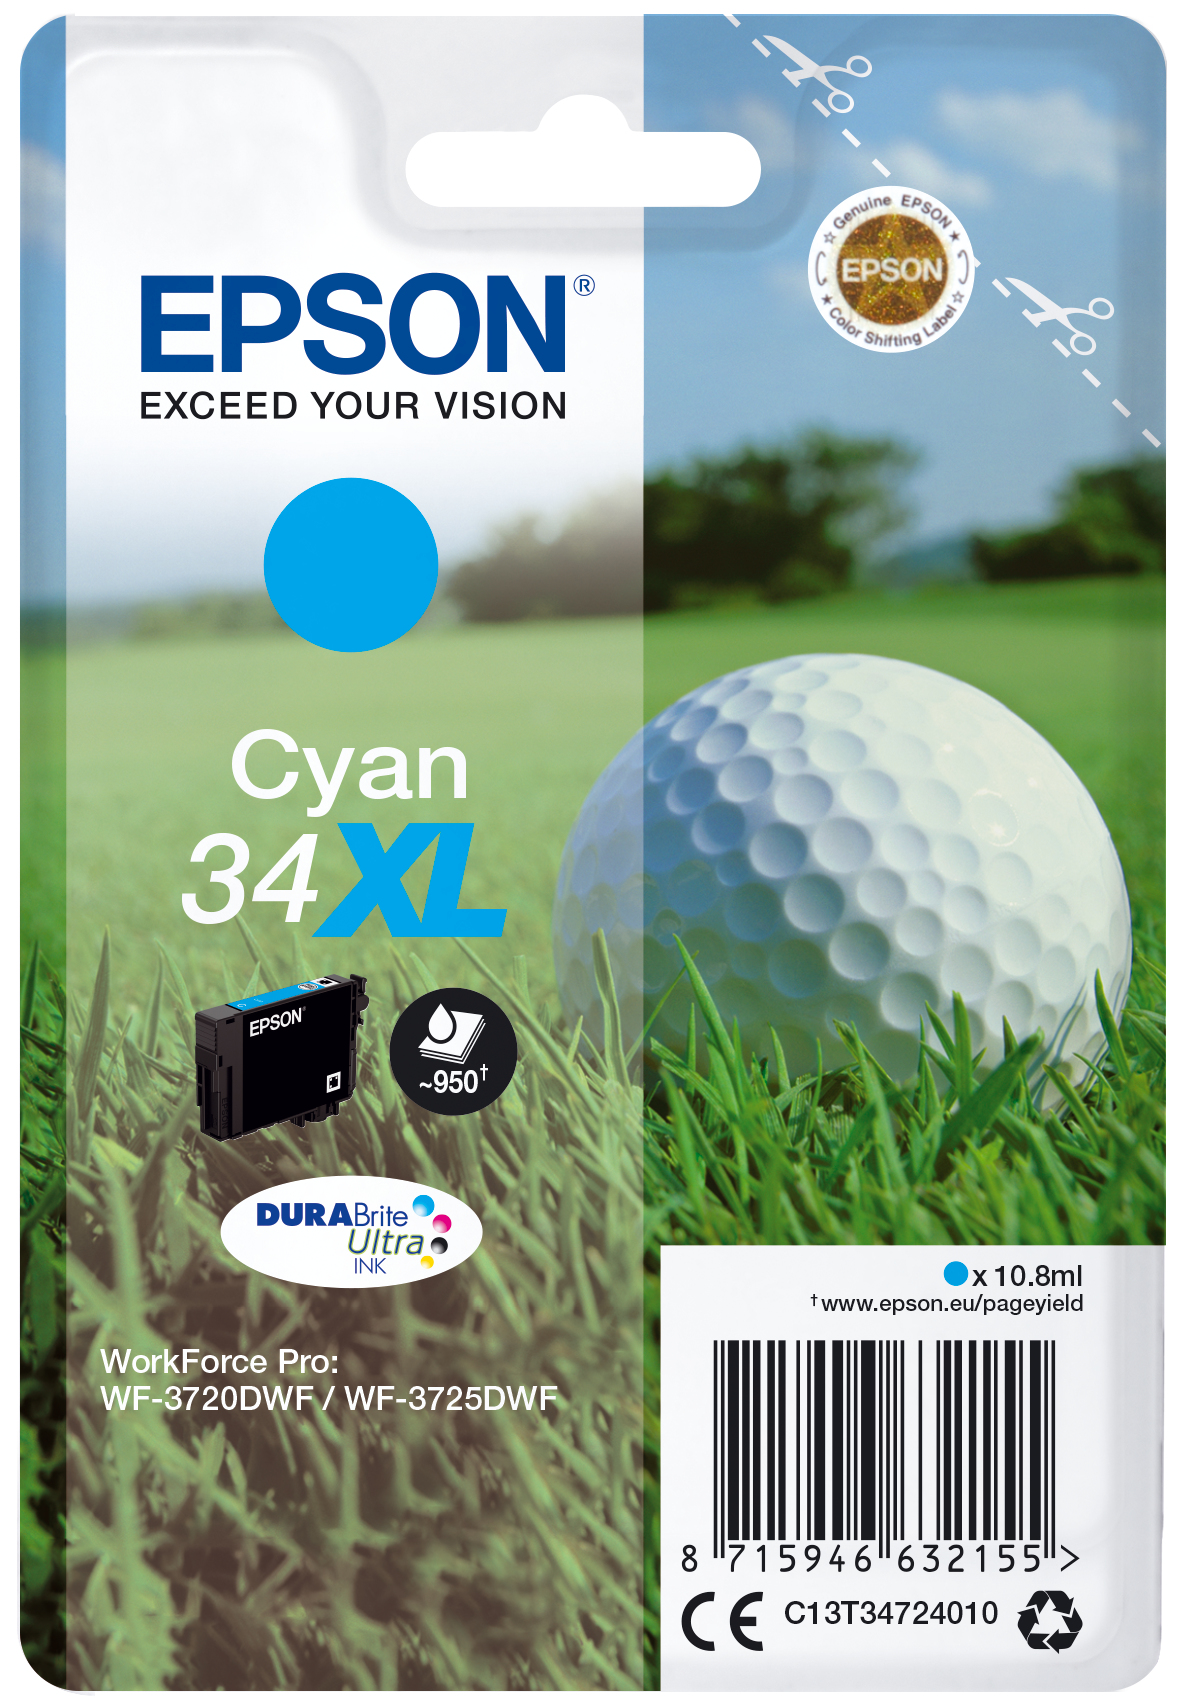 Genuine EPSON
EPSON
Color Shifting Label
EPSON®
EXCEED YOUR VISION
Cyan
34XL
EPSON
~950†
DURABrite
Ultra
INK
WorkForce Pro:
WF-3720DWF / WF-3725DWF
x 10.8ml
†www.epson.eu/pageyield
8 715946 632155 >
CE C13T34724010